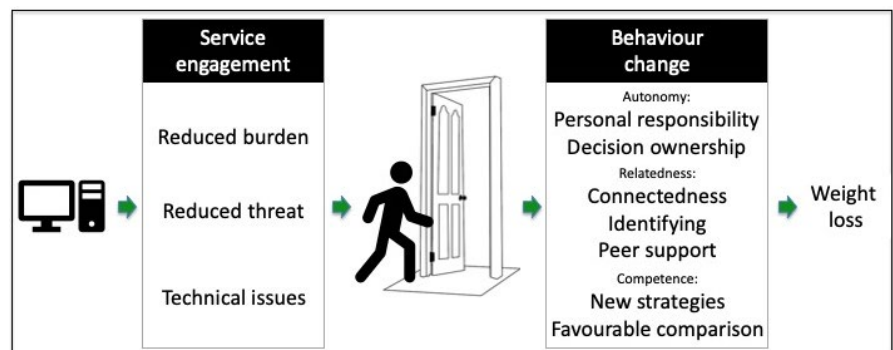 Service
engagement
Reduced burden
Reduced threat
Technical issues
Behaviour
change
Autonomy:
Personal responsibility
Decision ownership
Relatedness:
Connectedness
Identifying
Peer support
Competence:
New strategies
Favourable comparison
Weight
loss